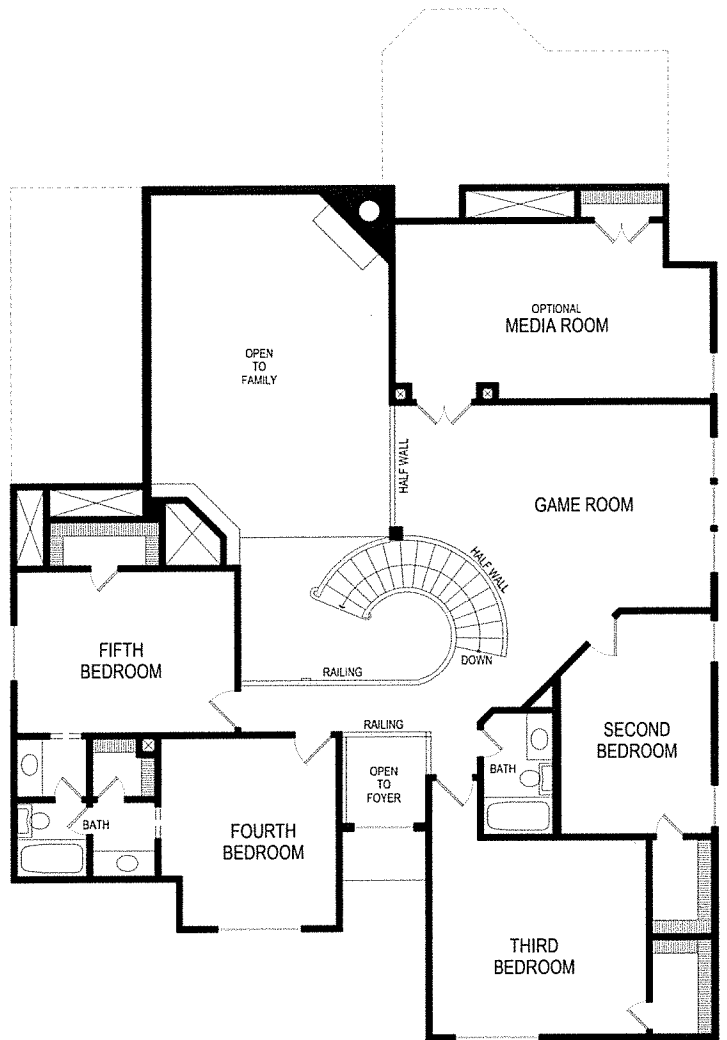 OPTIONAL
MEDIA ROOM
OPEN
TO
FAMILY
HALF WALL
GAME ROOM
HALF WALL
DOWN
RAILING
FIFTH
BEDROOM
RAILING
SECOND
BEDROOM
OPEN
TO
FOYER
BATH
BATH
FOURTH
BEDROOM
THIRD
BEDROOM